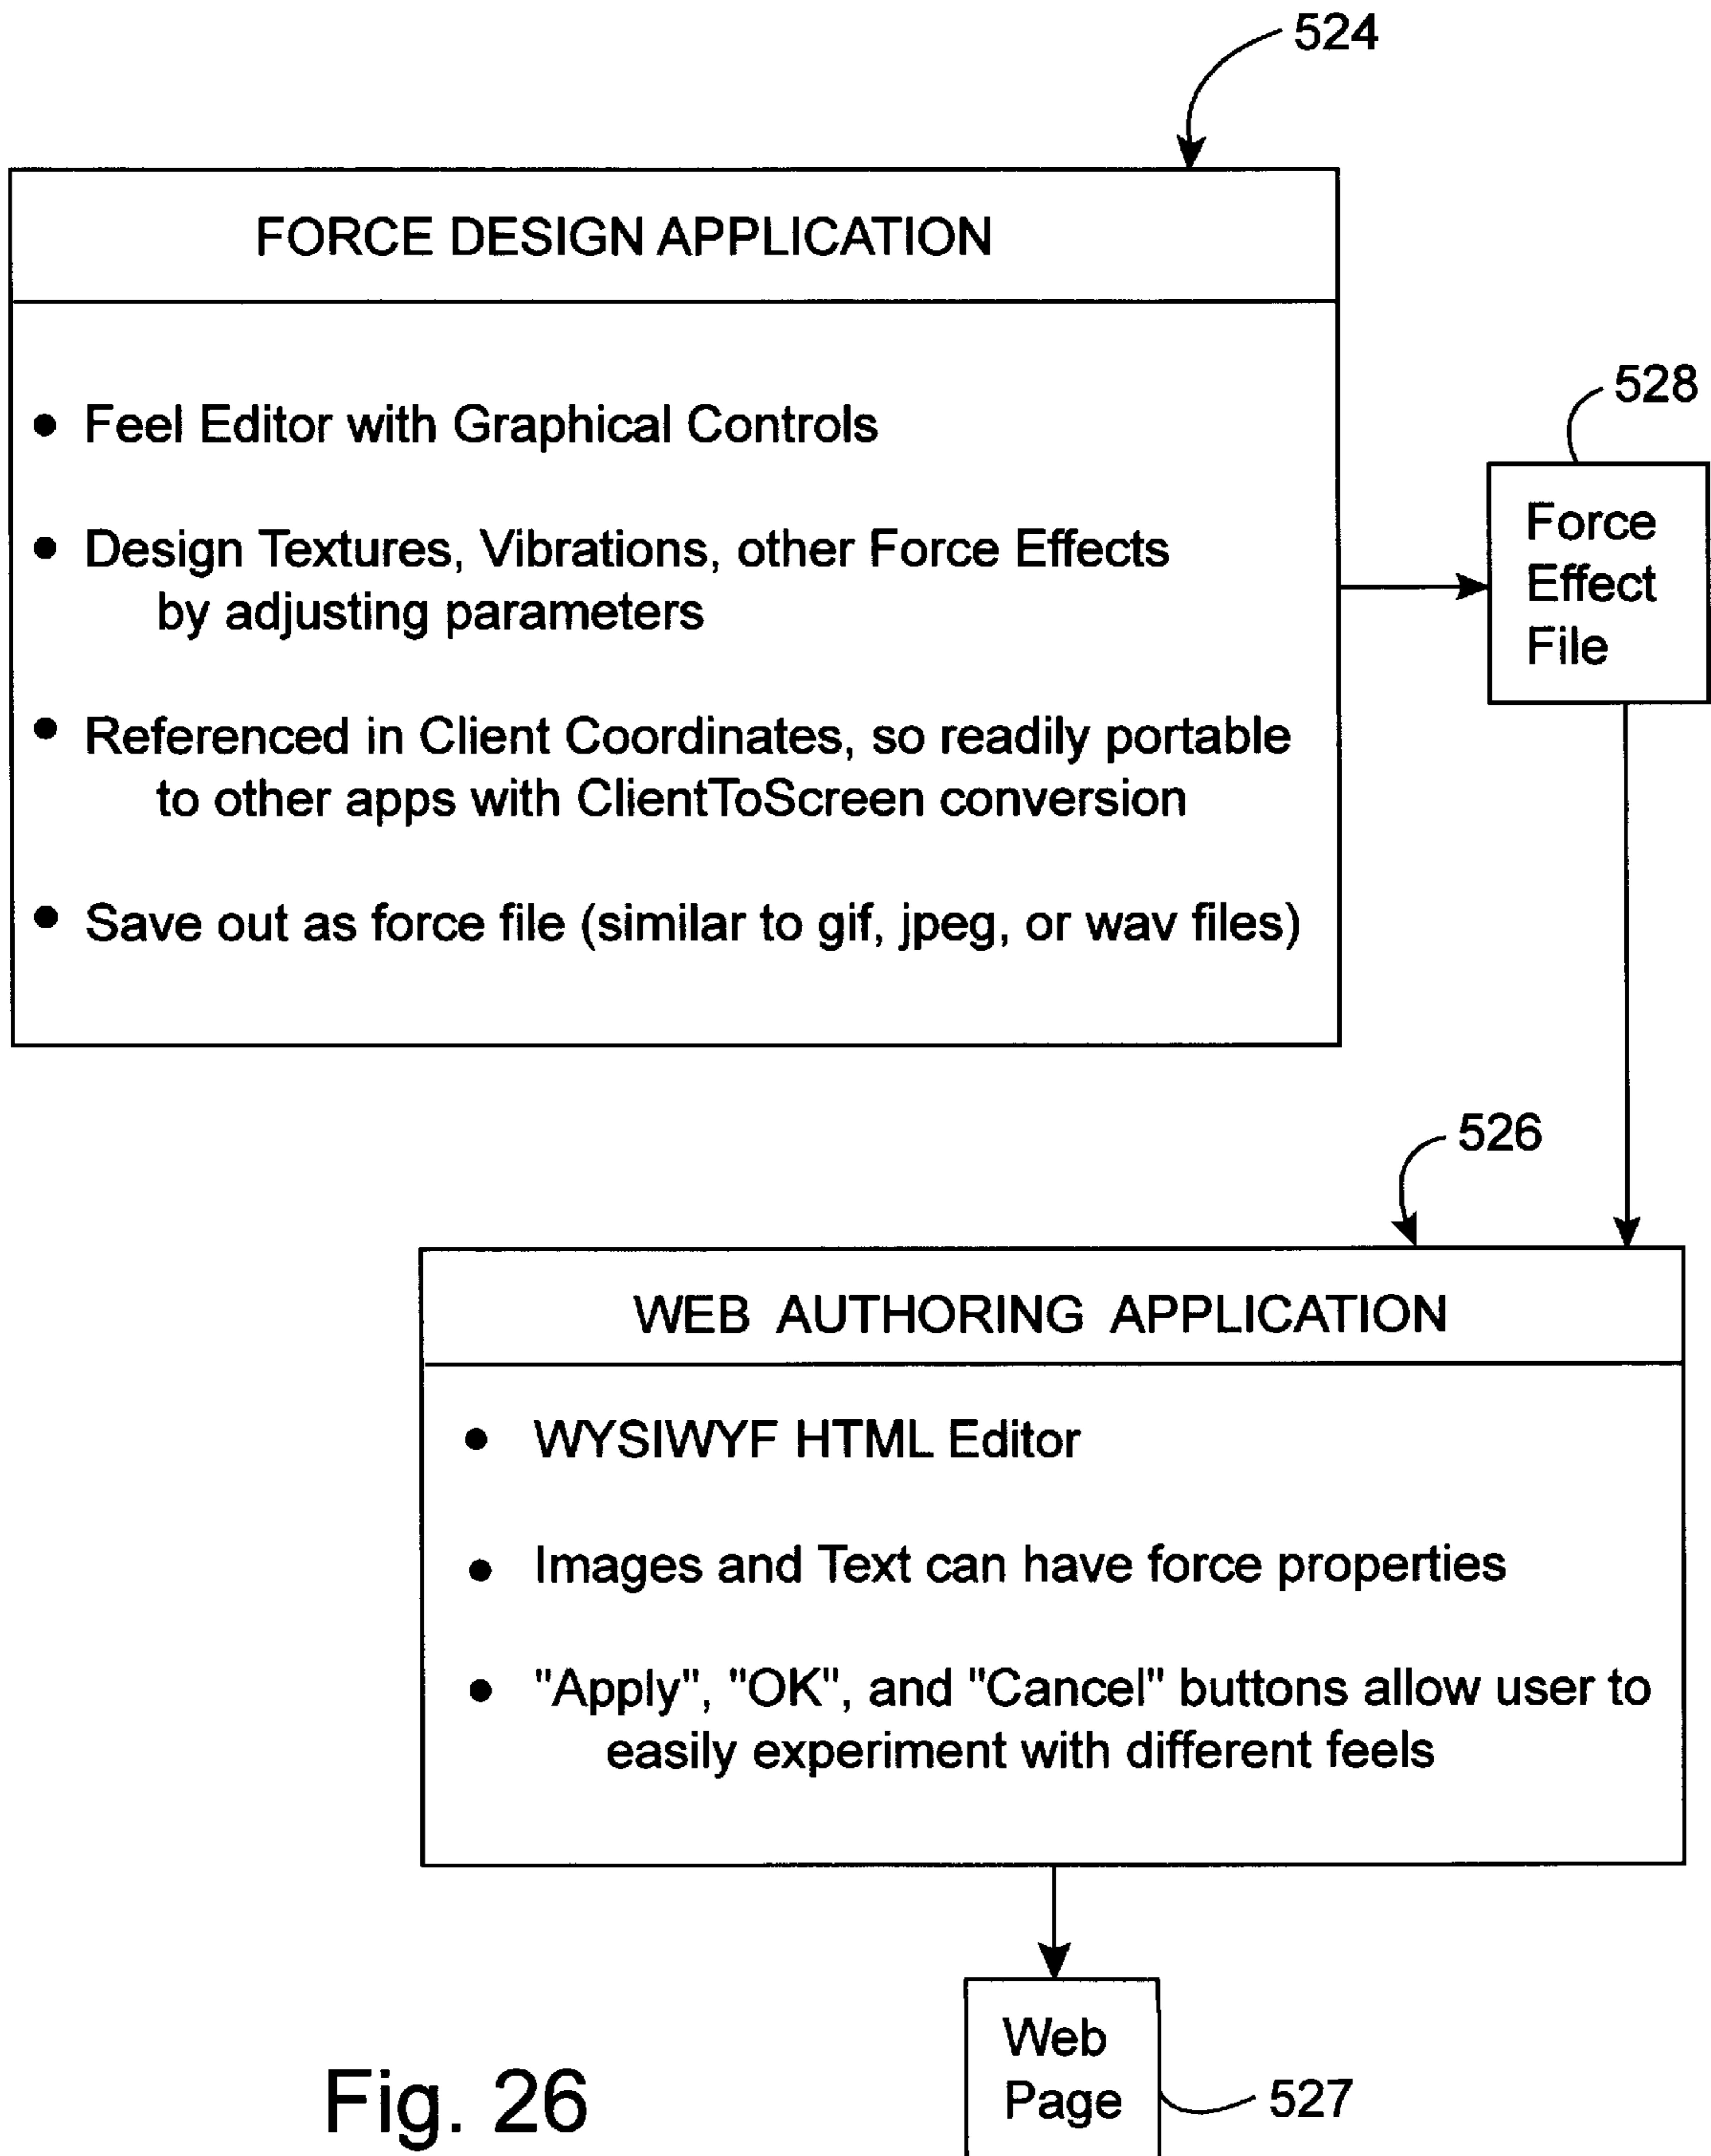 524
FORCE DESIGN APPLICATION
● Feel Editor with Graphical Controls
● Design Textures, Vibrations, other Force Effects
by adjusting parameters
● Referenced in Client Coordinates, so readily portable
to other apps with ClientToScreen conversion
● Save out as force file (similar to gif, jpeg, or wav files)
528
Force
Effect
File
526
WEB AUTHORING APPLICATION
● WYSIWYF HTML Editor
● Images and Text can have force properties
● "Apply", "OK", and "Cancel" buttons allow user to
easily experiment with different feels
Web
Page
527
Fig. 26